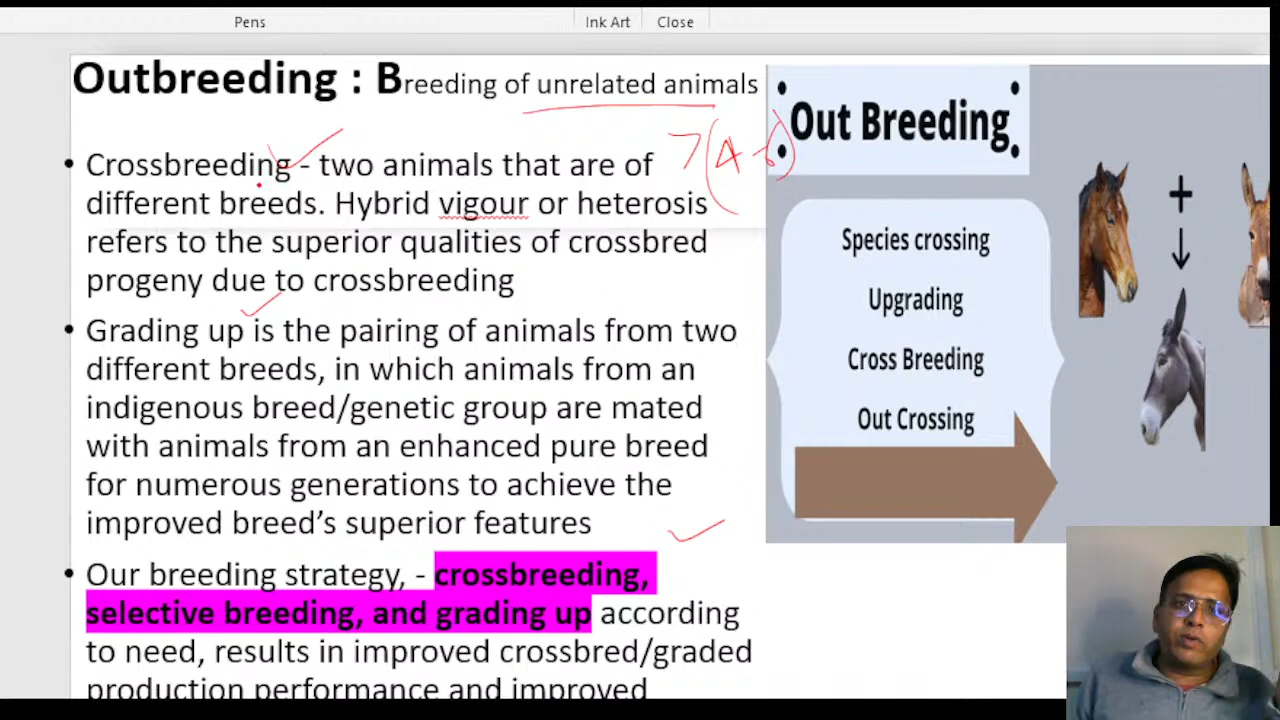 Pens
Ink Art
Close
Outbreeding : Breeding of unrelated animals
7 (4-6)
• Crossbreeding - two animals that are of
different breeds. Hybrid vigour or heterosis
refers to the superior qualities of crossbred
progeny due to crossbreeding
• Grading up is the pairing of animals from two
different breeds, in which animals from an
indigenous breed/genetic group are mated
with animals from an enhanced pure breed
for numerous generations to achieve the
improved breed's superior features
• Our breeding strategy, - crossbreeding,
selective breeding, and grading up according
to need, results in improved crossbred/graded
production performance and improved
Out Breeding
Species crossing
Upgrading
Cross Breeding
Out Crossing
+